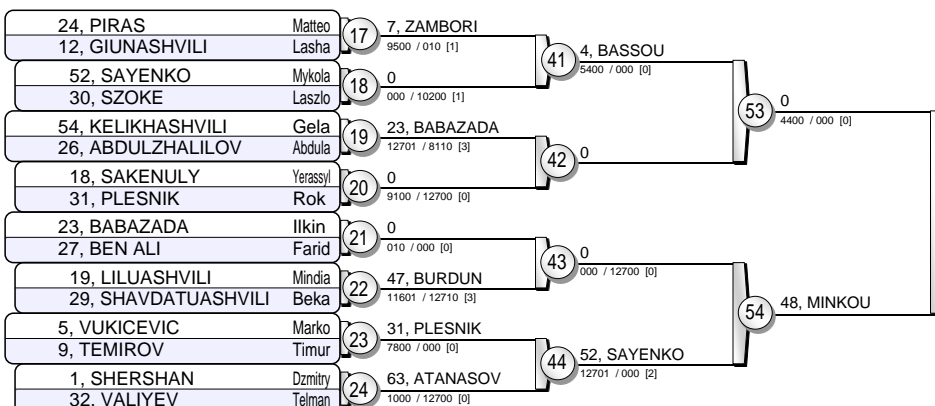 24, PIRAS Matteo
12, GIUNASHVILI Lasha
17
7, ZAMBORI
9500 / 010 [1]
52, SAYENKO Mykola
30, SZOKE Laszlo
18
0
000 / 10200 [1]
41
4, BASSOU
5400 / 000 [0]
54, KELIKHASHVILI Gela
26, ABDULZHALILOV Abdula
19
23, BABAZADA
12701 / 8110 [3]
18, SAKENULY Yerassyl
31, PLESNIK Rok
20
0
9100 / 12700 [0]
42
0
53
0
4400 / 000 [0]
23, BABAZADA Ilkin
27, BEN ALI Farid
21
0
010 / 000 [0]
19, LILUASHVILI Mindia
29, SHAVDATUASHVILI Beka
22
47, BURDUN
11601 / 12710 [3]
43
0
000 / 12700 [0]
5, VUKICEVIC Marko
9, TEMIROV Timur
23
31, PLESNIK
7800 / 000 [0]
1, SHERSHAN Dzmitry
32, VALIYEV Telman
24
63, ATANASOV
1000 / 12700 [0]
44
52, SAYENKO
12701 / 000 [2]
54
48, MINKOU